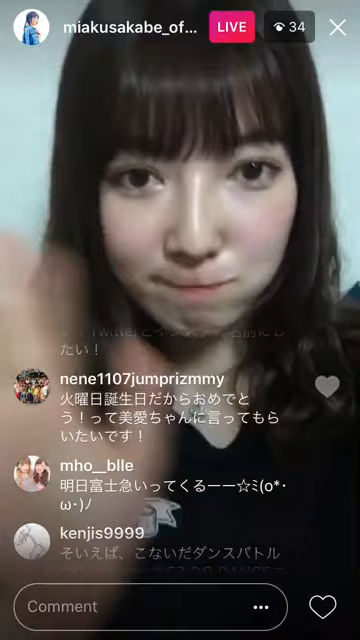 miakusakabe_of...
LIVE
34
たい！
nene1107jumprizmmy
火曜日誕生日だからおめでと
う！って美愛ちゃんに言ってもら
いたいです！
mho__blle
明日富士急いってくるーー☆ﾐ(o*･
ω･)ﾉ
kenjis9999
そいえば、こないだダンスバトル
Comment